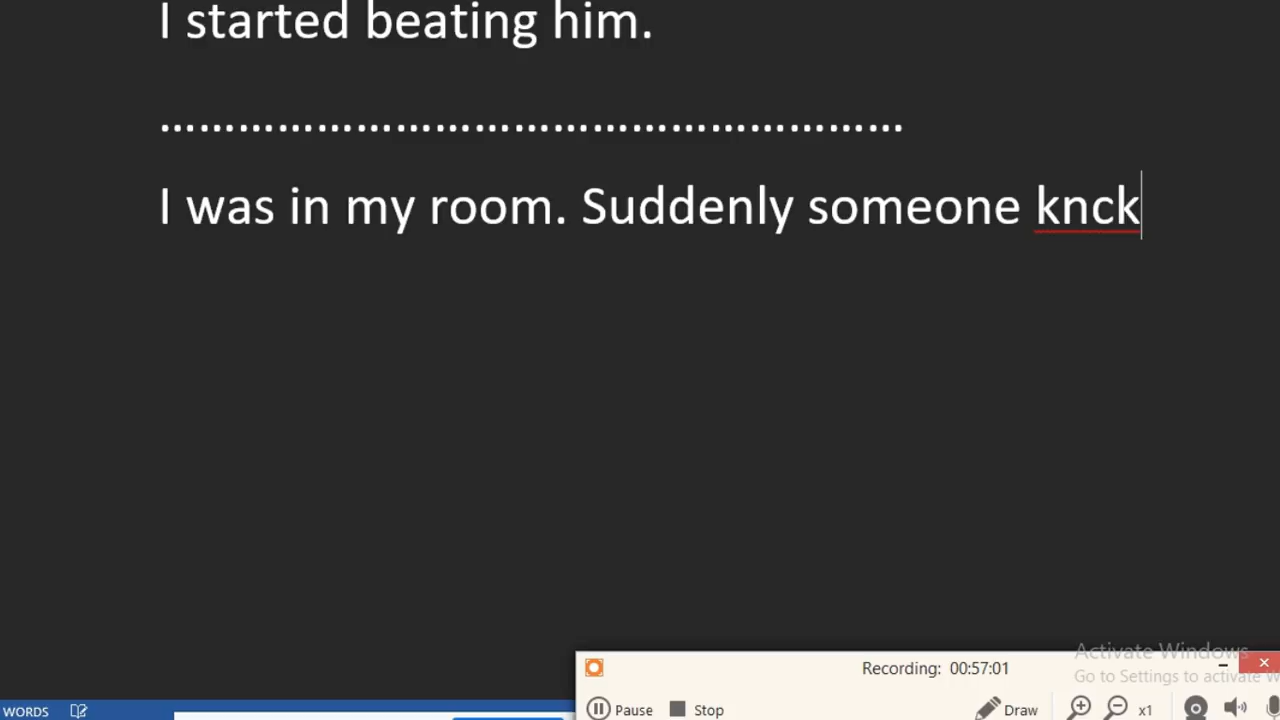 I started beating him.
………………………………………………
I was in my room. Suddenly someone knck
Activate Windows
Recording: 00:57:01
Go to Settings to activate W
WORDS
Pause Stop Draw x1